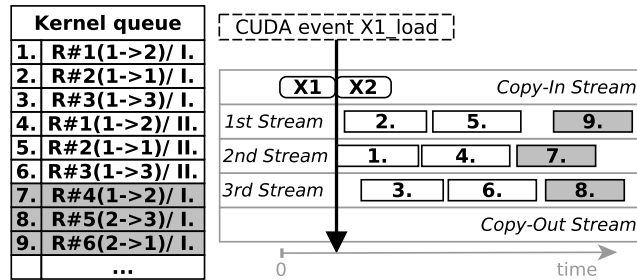 Kernel queue
1. R#1(1->2)/ I.
2. R#2(1->1)/ I.
3. R#3(1->3)/ I.
4. R#1(1->2)/ II.
5. R#2(1->1)/ II.
6. R#3(1->3)/ II.
7. R#4(1->2)/ I.
8. R#5(2->3)/ I.
9. R#6(2->1)/ I.
...
CUDA event X1_load
X1 X2 Copy-In Stream
1st Stream 2. 5. 9.
2nd Stream 1. 4. 7.
3rd Stream 3. 6. 8.
Copy-Out Stream
0 time